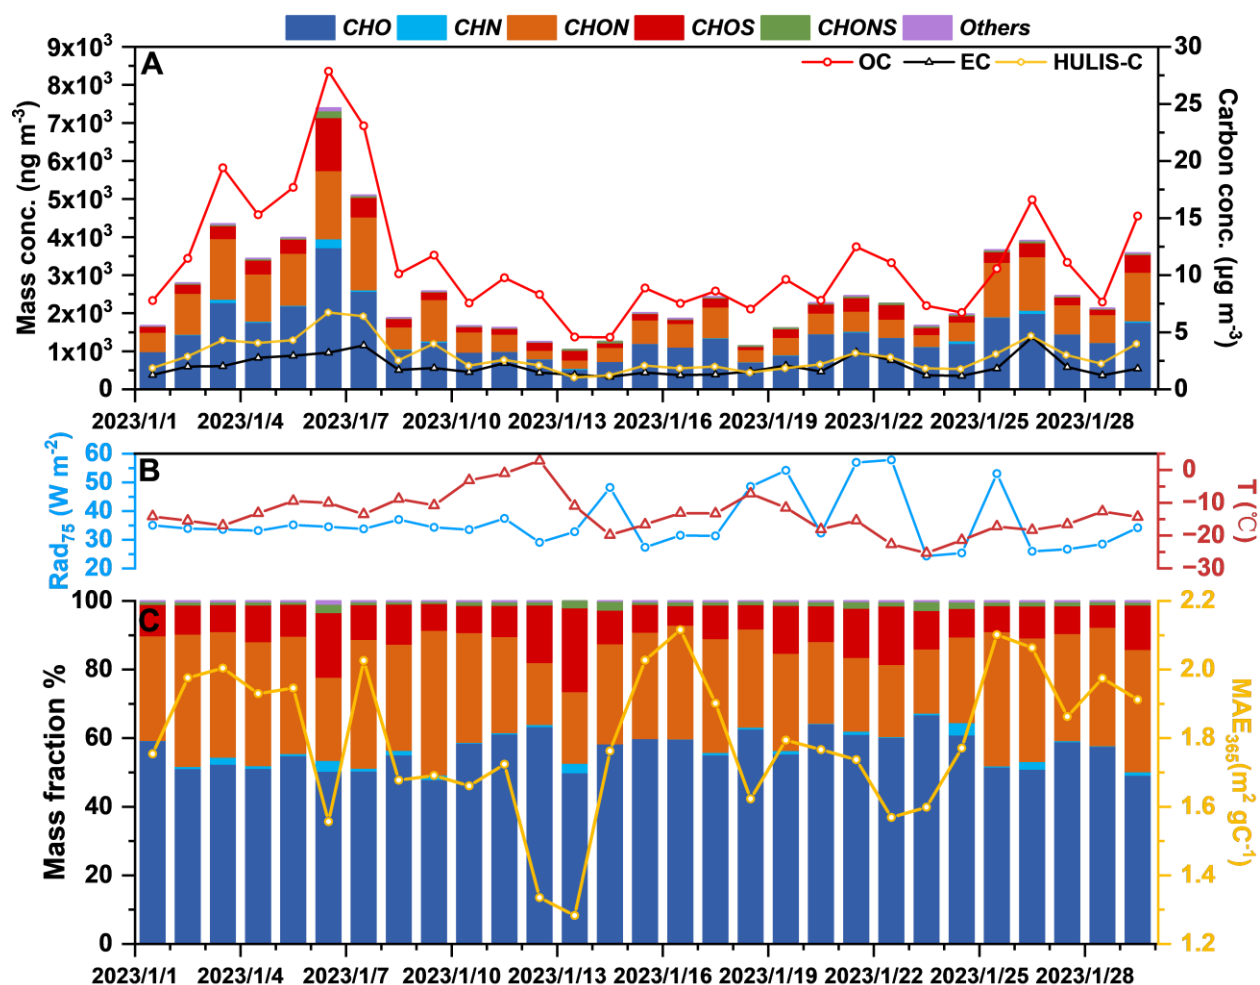 CHO CHN CHON CHOS CHONS Others
A
OC EC HULIS-C
Mass conc. (ng m⁻³)
9x10³
8x10³
7x10³
6x10³
5x10³
4x10³
3x10³
2x10³
1x10³
0
Carbon conc. (µg m⁻³)
30
25
20
15
10
5
0
2023/1/1 2023/1/4 2023/1/7 2023/1/10 2023/1/13 2023/1/16 2023/1/19 2023/1/22 2023/1/25 2023/1/28
B
Rad₇₅ (W m⁻²)
60
50
40
30
20
T (℃)
0
−10
−20
−30
C
Mass fraction %
100
80
60
40
20
0
MAE₃₆₅(m² gC⁻¹)
2.2
2.0
1.8
1.6
1.4
1.2
2023/1/1 2023/1/4 2023/1/7 2023/1/10 2023/1/13 2023/1/16 2023/1/19 2023/1/22 2023/1/25 2023/1/28